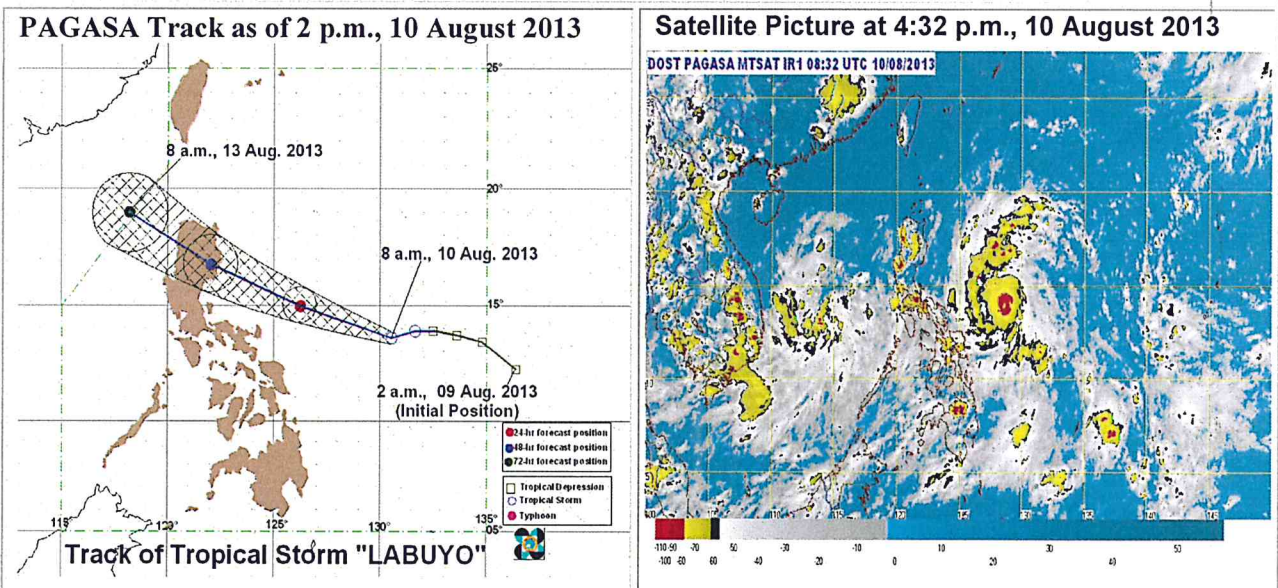 PAGASA Track as of 2 p.m., 10 August 2013
25°
8 a.m., 13 Aug. 2013
20°
8 a.m., 10 Aug. 2013
15°
2 a.m., 09 Aug. 2013
(Initial Position)
24-hr forecast position
48-hr forecast position
72-hr forecast position
Tropical Depression
Tropical Storm
Typhoon
120 125 130 135
05°
Track of Tropical Storm "LABUYO"
Satellite Picture at 4:32 p.m., 10 August 2013
DOST PAGASA MTSAT IR1 08:32 UTC 10/08/2013
-110 -90 -70 50 -30 -10 10 30 50
-100 -80 60 40 -20 0 20 40